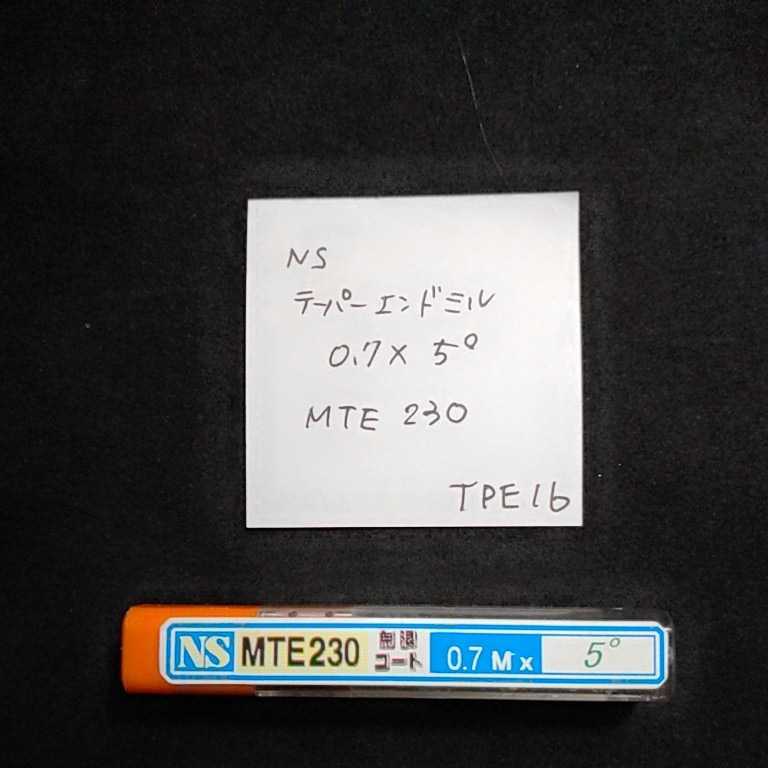 NS
テーパーエンドミル
0.7 x 5°
MTE 230
TPE16
NS MTE230 無限コート 0.7 M x 5°